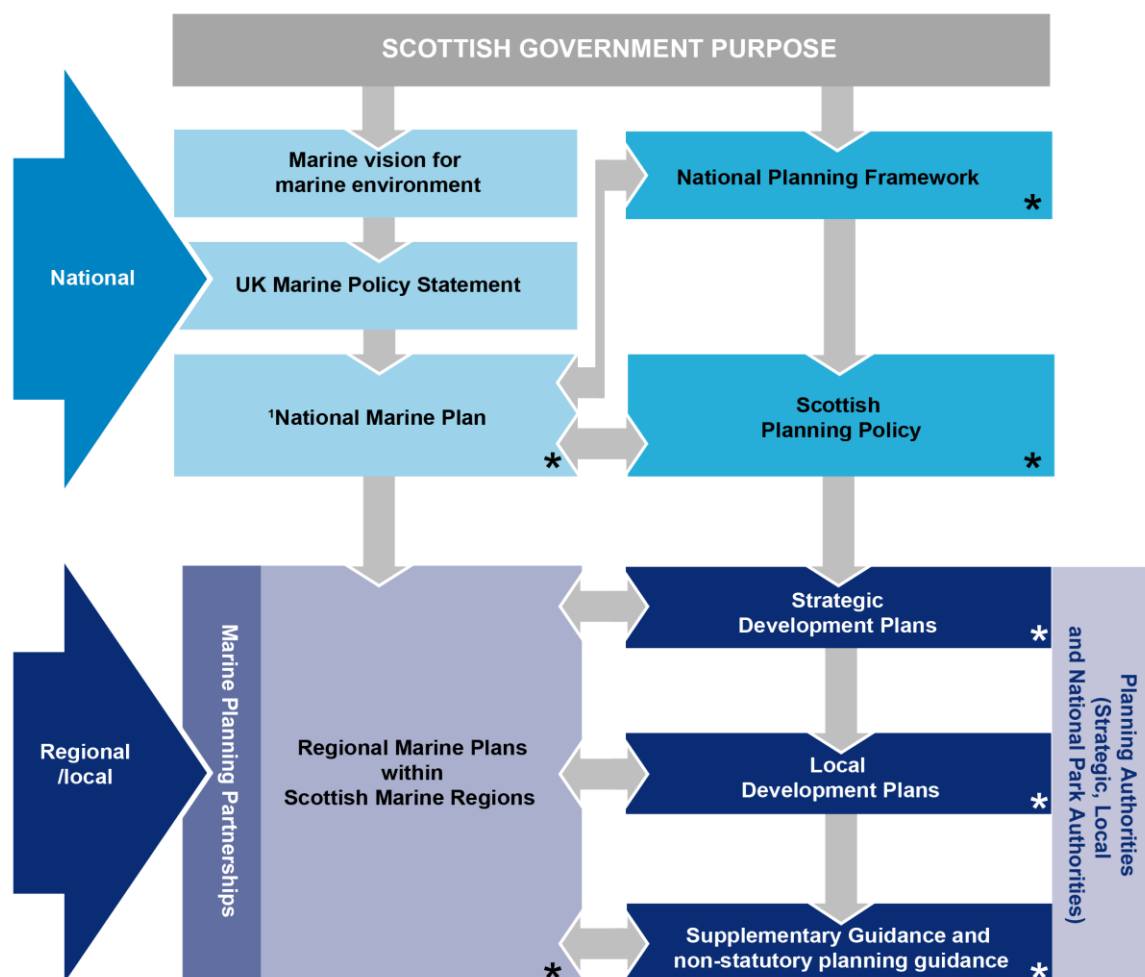 SCOTTISH GOVERNMENT PURPOSE
National
Marine vision for
marine environment
UK Marine Policy Statement
¹National Marine Plan
*
National Planning Framework
*
Scottish
Planning Policy
*
Regional
/local
Marine Planning Partnerships
Regional Marine Plans
within
Scottish Marine Regions
*
Strategic
Development Plans
*
Local
Development Plans
*
Supplementary Guidance and
non-statutory planning guidance
*
Planning Authorities
(Strategic, Local
and National Park Authorities)